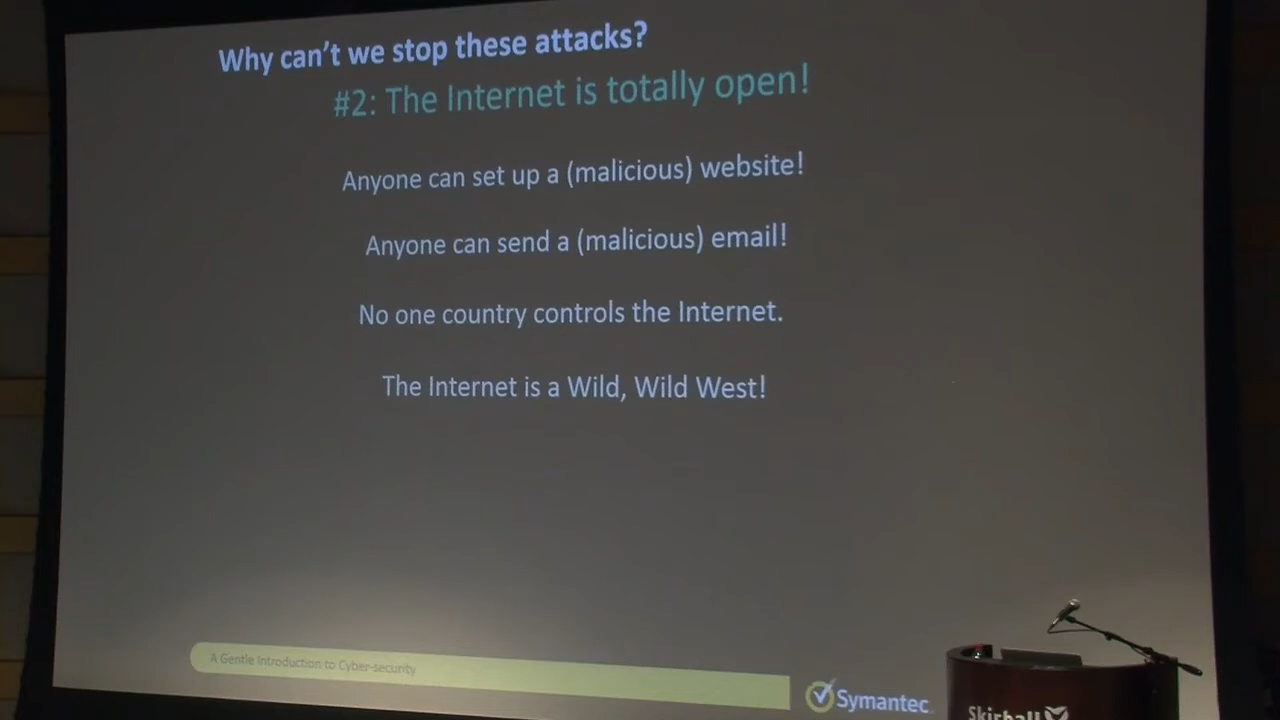 Why can't we stop these attacks?
#2: The Internet is totally open!
Anyone can set up a (malicious) website!
Anyone can send a (malicious) email!
No one country controls the Internet.
The Internet is a Wild, Wild West!
A Gentle Introduction to Cyber-security
Symantec
Skirball